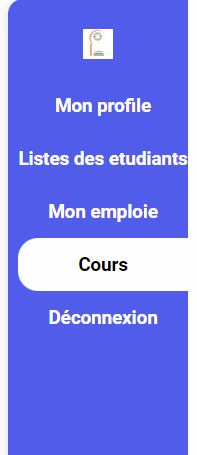 Mon profile
Listes des etudiants
Mon emploie
Cours
Déconnexion